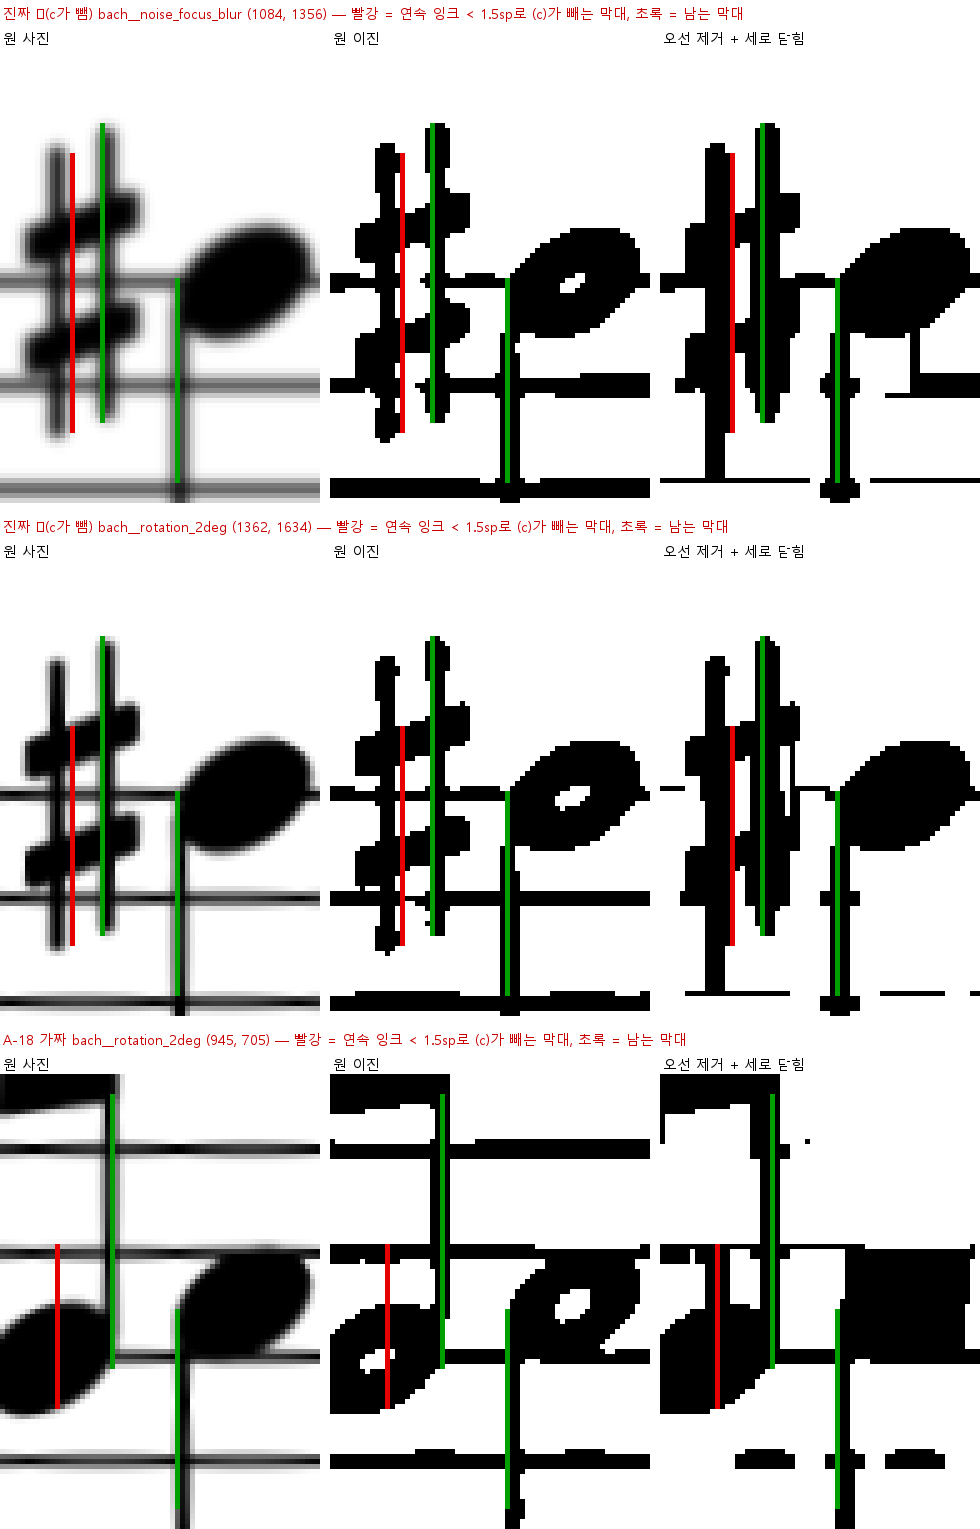 진짜 □(c가 뺌) bach__noise_focus_blur (1084, 1356) — 빨강 = 연속 잉크 < 1.5sp로 (c)가 빼는 막대, 초록 = 남는 막대
원 사진 원 이진 오선 제거 + 세로 닫힘
진짜 □(c가 뺌) bach__rotation_2deg (1362, 1634) — 빨강 = 연속 잉크 < 1.5sp로 (c)가 빼는 막대, 초록 = 남는 막대
원 사진 원 이진 오선 제거 + 세로 닫힘
A-18 가짜 bach__rotation_2deg (945, 705) — 빨강 = 연속 잉크 < 1.5sp로 (c)가 빼는 막대, 초록 = 남는 막대
원 사진 원 이진 오선 제거 + 세로 닫힘